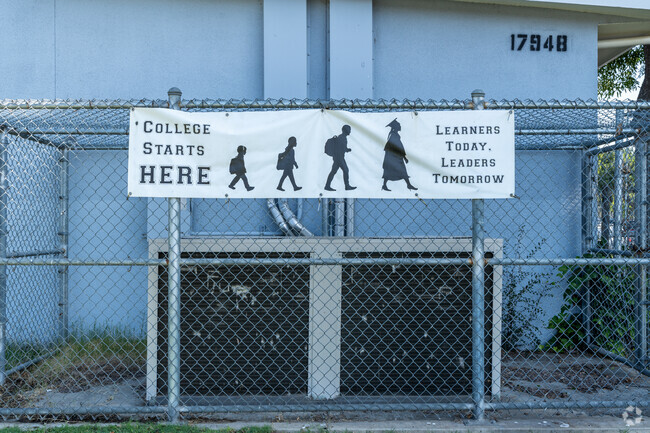 17948
College
Starts
HERE
Learners
Today,
Leaders
Tomorrow